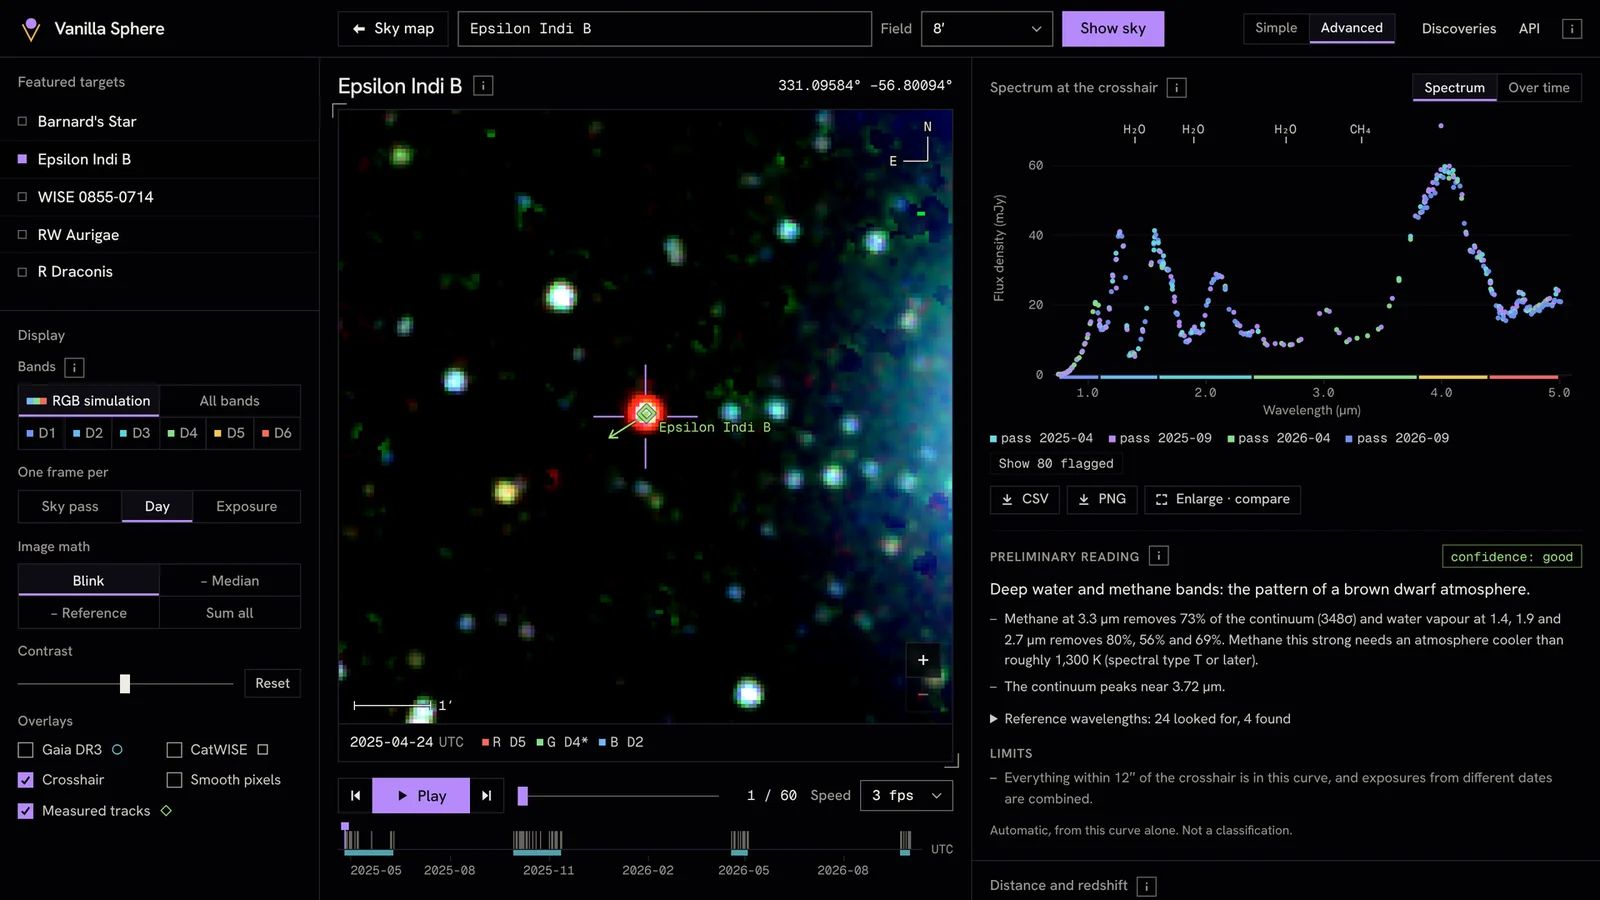 Vanilla Sphere
← Sky map
Epsilon Indi B
Field
8′
Show sky
Simple
Advanced
Discoveries
API
i
Featured targets
Barnard's Star
Epsilon Indi B
WISE 0855-0714
RW Aurigae
R Draconis
Display
Bands i
RGB simulation
All bands
D1
D2
D3
D4
D5
D6
One frame per
Sky pass
Day
Exposure
Image math
Blink
– Median
– Reference
Sum all
Contrast
Reset
Overlays
Gaia DR3
CatWISE
Crosshair
Smooth pixels
Measured tracks
Epsilon Indi B i
331.09584° −56.80094°
N
E
Epsilon Indi B
+
−
1′
2025-04-24 UTC
R D5
G D4*
B D2
Play
1 / 60
Speed
3 fps
UTC
2025-05
2025-08
2025-11
2026-02
2026-05
2026-08
Spectrum at the crosshair i
Spectrum
Over time
H₂O
H₂O
H₂O
CH₄
Flux density (mJy)
60
40
20
0
1.0
2.0
3.0
4.0
5.0
Wavelength (μm)
pass 2025-04
pass 2025-09
pass 2026-04
pass 2026-09
Show 80 flagged
CSV
PNG
Enlarge · compare
PRELIMINARY READING i
confidence: good
Deep water and methane bands: the pattern of a brown dwarf atmosphere.
– Methane at 3.3 μm removes 73% of the continuum (348σ) and water vapour at 1.4, 1.9 and
2.7 μm removes 80%, 56% and 69%. Methane this strong needs an atmosphere cooler than
roughly 1,300 K (spectral type T or later).
– The continuum peaks near 3.72 μm.
Reference wavelengths: 24 looked for, 4 found
LIMITS
– Everything within 12″ of the crosshair is in this curve, and exposures from different dates
are combined.
Automatic, from this curve alone. Not a classification.
Distance and redshift i